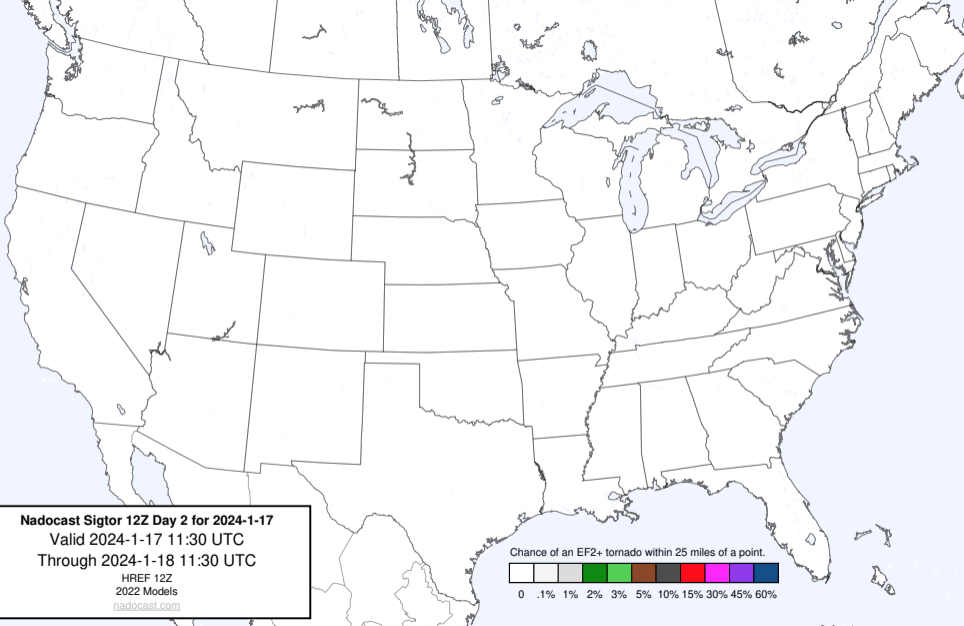 Nadocast Sigtor 12Z Day 2 for 2024-1-17
Valid 2024-1-17 11:30 UTC
Through 2024-1-18 11:30 UTC
HREF 12Z
2022 Models
nadocast.com
Chance of an EF2+ tornado within 25 miles of a point.
0 .1% 1% 2% 3% 5% 10% 15% 30% 45% 60%